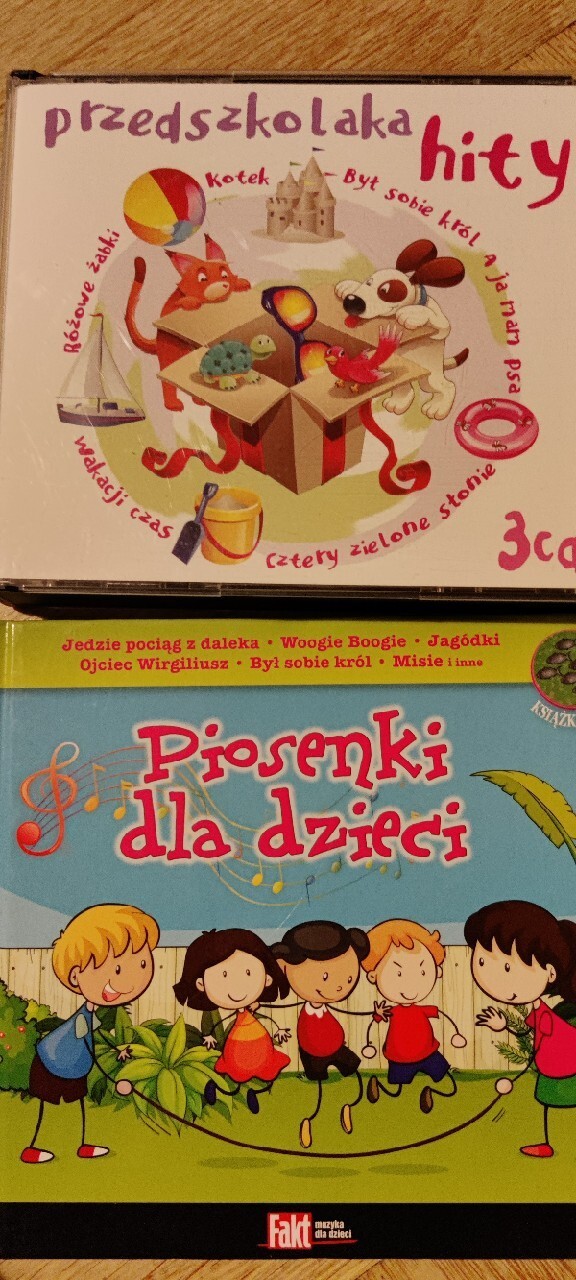 przedszkolaka
hity
Kotek
Był sobie król
A ja mam psa
Różowe żabki
Wakacji czas
Cztery zielone słonie
3cd
Jedzie pociąg z daleka • Woogie Boogie • Jagódki
Ojciec Wirgiliusz • Był sobie król • Misie i inne
KSIĄŻK
Piosenki
dla dzieci
Fakt muzyka
dla dzieci